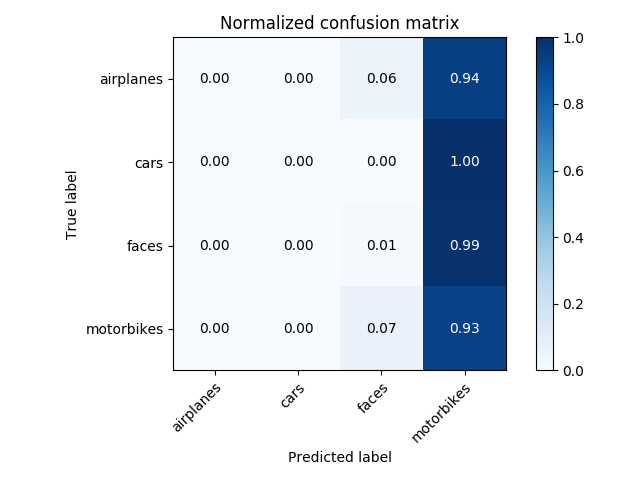 Normalized confusion matrix
True label
airplanes 0.00 0.00 0.06 0.94
cars 0.00 0.00 0.00 1.00
faces 0.00 0.00 0.01 0.99
motorbikes 0.00 0.00 0.07 0.93
airplanes cars faces motorbikes
Predicted label
1.0
0.8
0.6
0.4
0.2
0.0